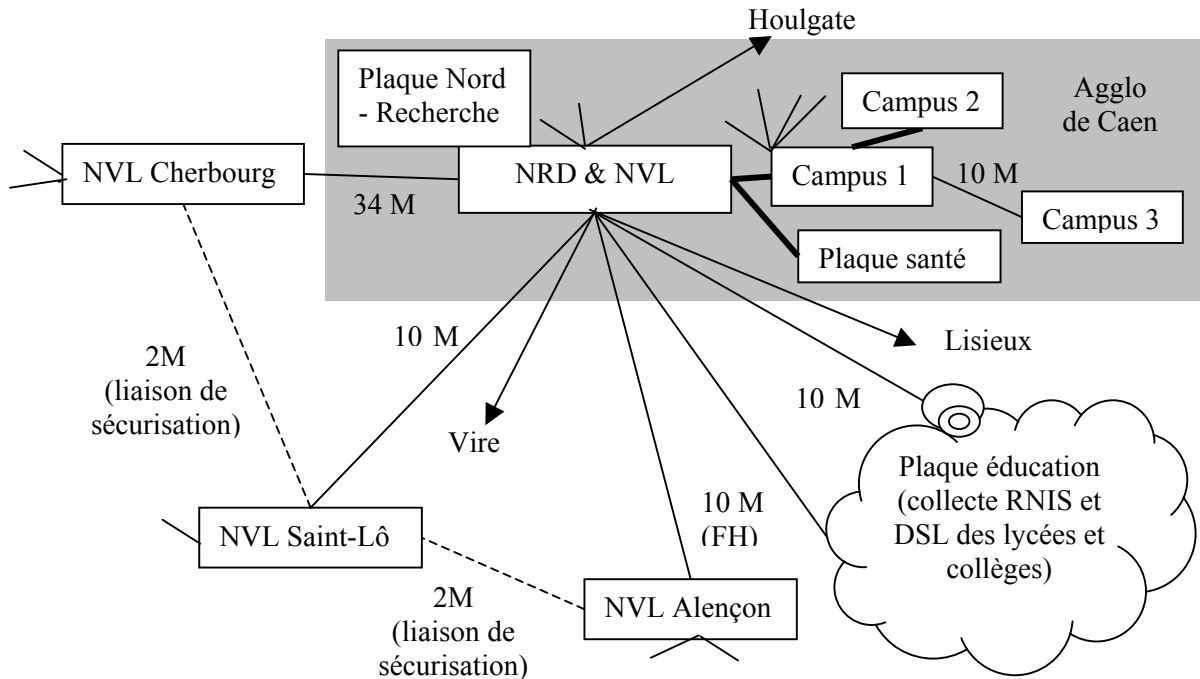 Houlgate
Plaque Nord
- Recherche
Campus 2
Agglo
de Caen
NVL Cherbourg
34 M
NRD & NVL
Campus 1
10 M
Campus 3
Plaque santé
2M
(liaison de
sécurisation)
10 M
Vire
Lisieux
10 M
Plaque éducation
(collecte RNIS et
DSL des lycées et
collèges)
10 M
(FH)
NVL Saint-Lô
2M
(liaison de
sécurisation)
NVL Alençon